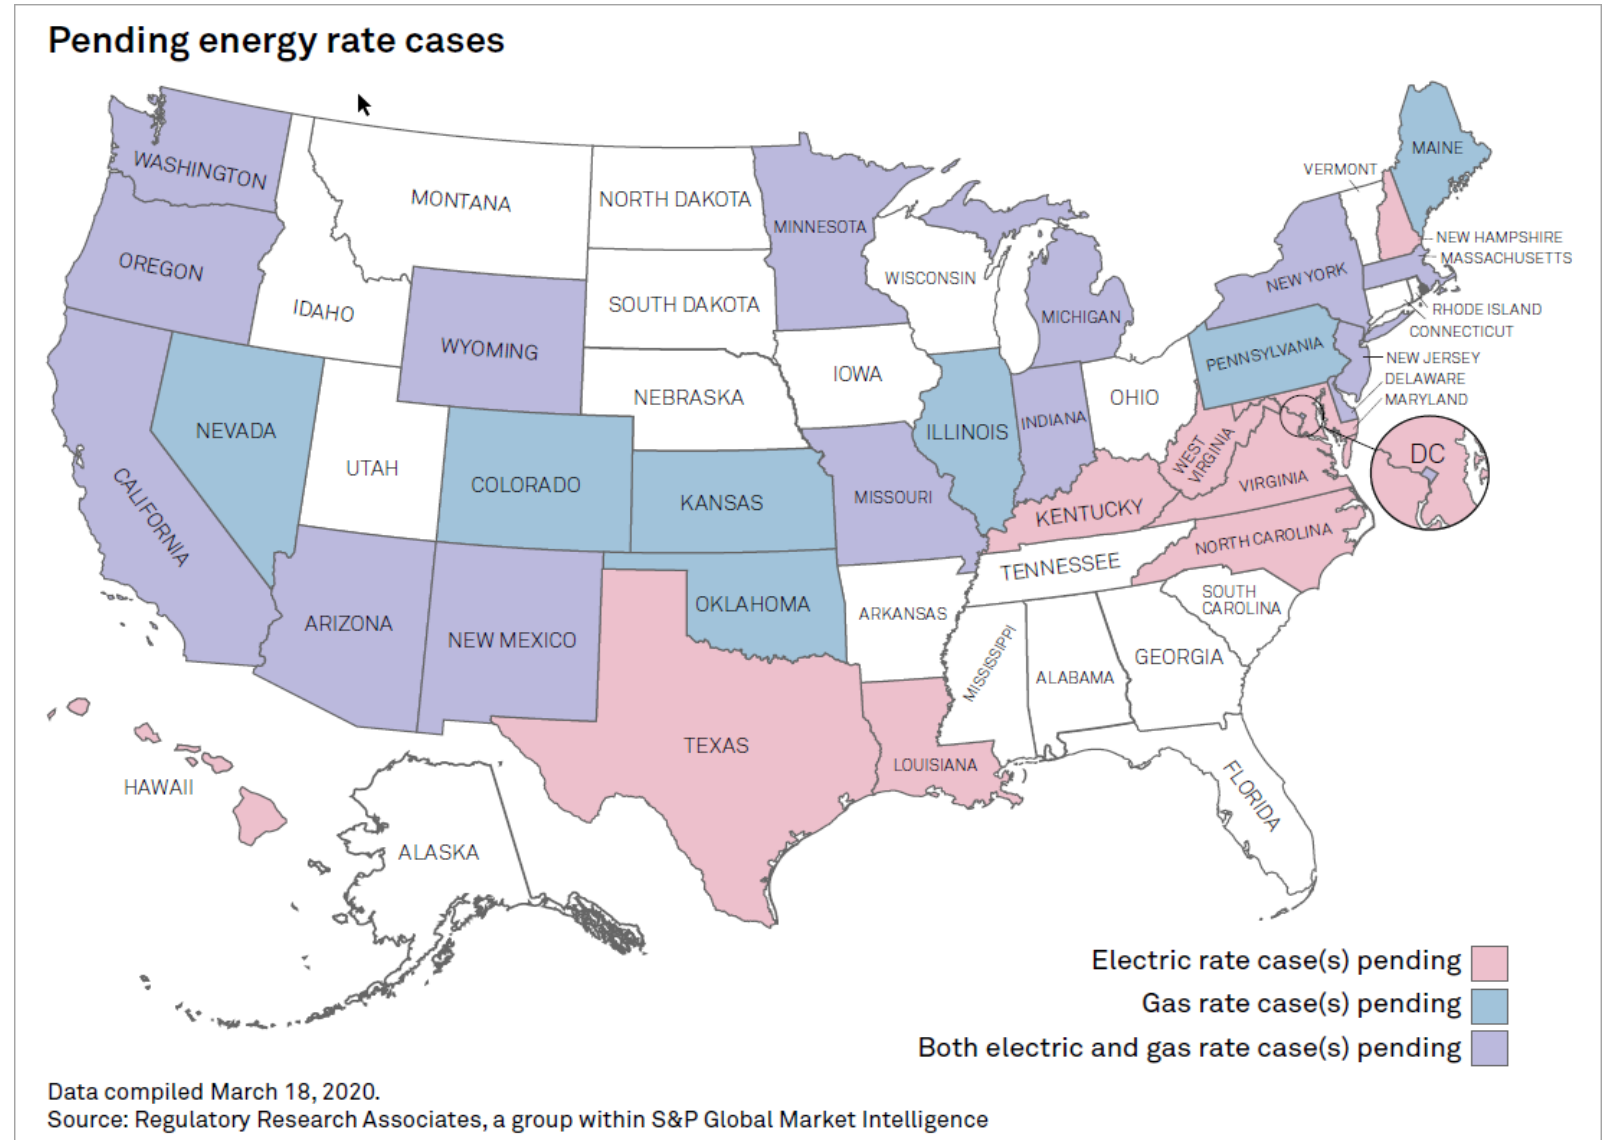 Pending energy rate cases
WASHINGTON
MONTANA
NORTH DAKOTA
MINNESOTA
VERMONT
MAINE
OREGON
IDAHO
SOUTH DAKOTA
WISCONSIN
NEW YORK
NEW HAMPSHIRE
MASSACHUSETTS
WYOMING
MICHIGAN
RHODE ISLAND
CONNECTICUT
NEVADA
NEBRASKA
IOWA
PENNSYLVANIA
NEW JERSEY
DELAWARE
MARYLAND
CALIFORNIA
UTAH
COLORADO
KANSAS
MISSOURI
ILLINOIS
INDIANA
OHIO
WEST
VIRGINIA
VIRGINIA
DC
KENTUCKY
NORTH CAROLINA
TENNESSEE
ARIZONA
NEW MEXICO
OKLAHOMA
ARKANSAS
SOUTH
CAROLINA
MISSISSIPPI
ALABAMA
GEORGIA
HAWAII
TEXAS
LOUISIANA
FLORIDA
ALASKA
Electric rate case(s) pending
Gas rate case(s) pending
Both electric and gas rate case(s) pending
Data compiled March 18, 2020.
Source: Regulatory Research Associates, a group within S&P Global Market Intelligence